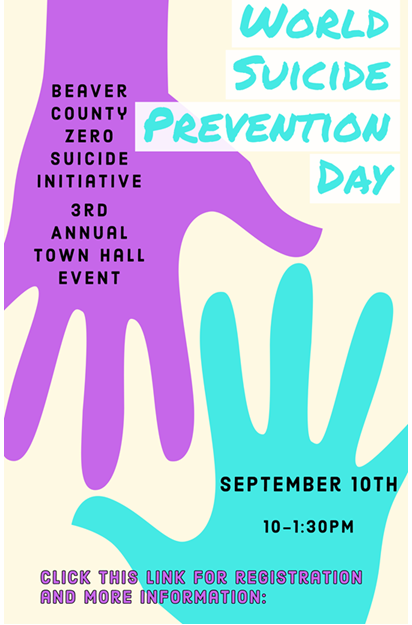 World
Suicide
Prevention
Day
BEAVER
COUNTY
ZERO
SUICIDE
INITIATIVE
3RD
ANNUAL
TOWN HALL
EVENT
SEPTEMBER 10TH
10-1:30PM
CLICK THIS LINK FOR REGISTRATION
AND MORE INFORMATION: